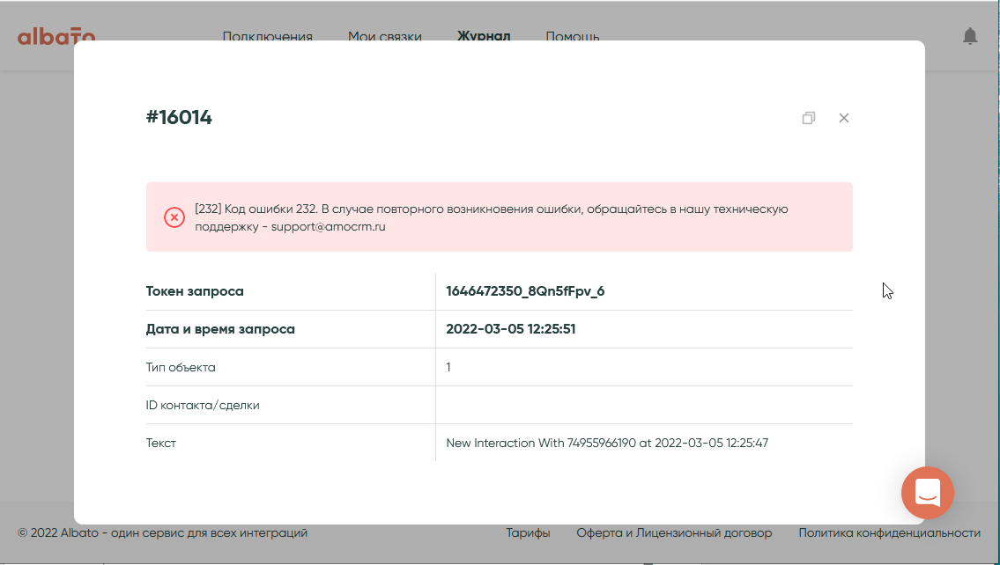 albato
Подключения Мои связки Журнал Помощь
#16014
[232] Код ошибки 232. В случае повторного возникновения ошибки, обращайтесь в нашу техническую
поддержку - support@amocrm.ru
Токен запроса 1646472350_8Qn5fFpv_6
Дата и время запроса 2022-03-05 12:25:51
Тип объекта 1
ID контакта/сделки
Текст New Interaction With 74955966190 at 2022-03-05 12:25:47
© 2022 Albato - один сервис для всех интеграций Тарифы Оферта и Лицензионный договор Политика конфиденциальности